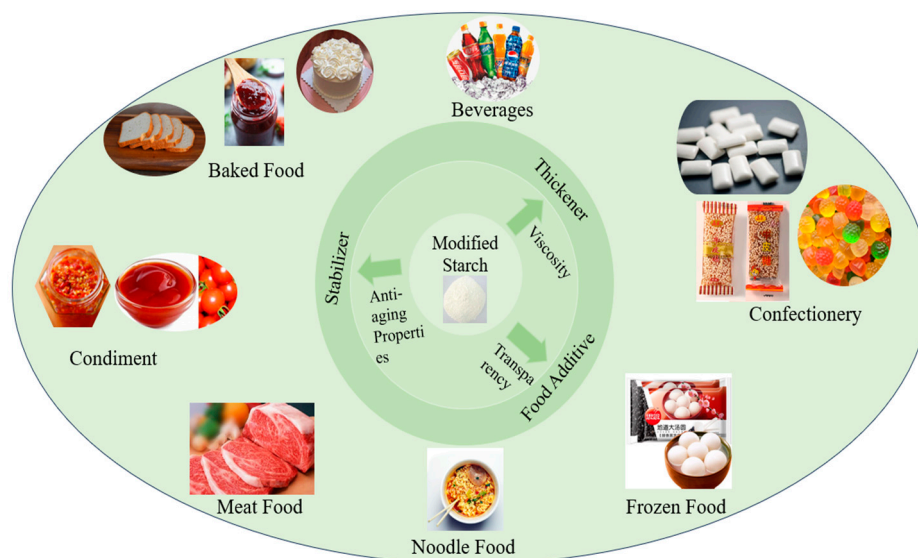 Beverages
Baked Food
Thickener
Viscosity
Modified
Starch
Stabilizer
Anti-
aging
Properti
es
Transpa
rency
Food Additive
Condiment
Confectionery
Meat Food
Noodle Food
Frozen Food